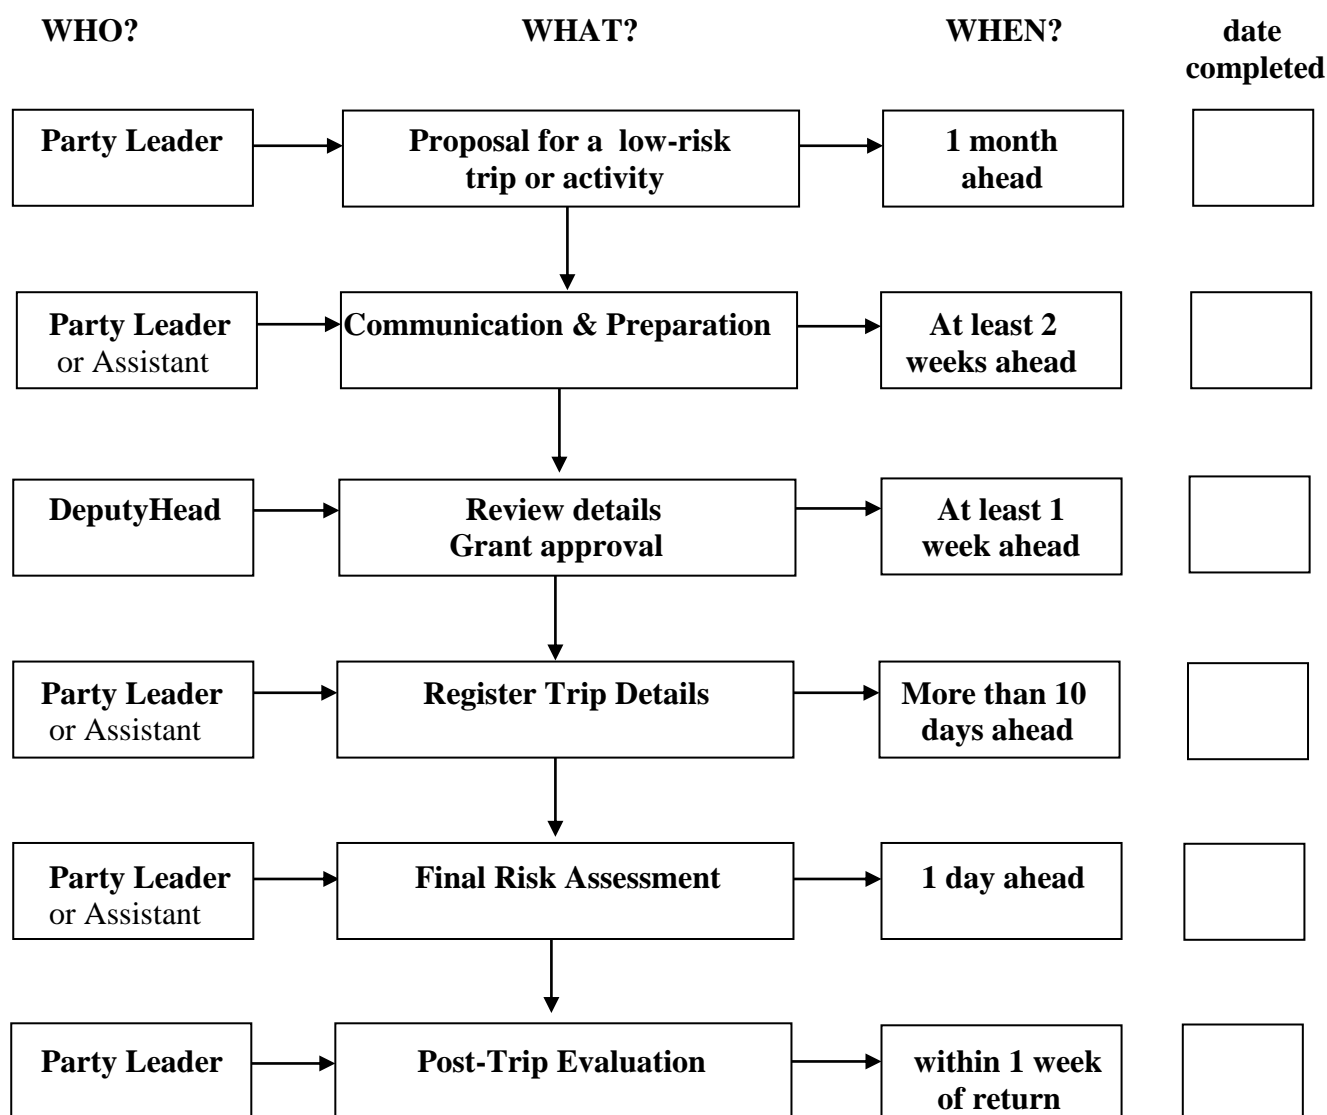 WHO? WHAT? WHEN? date
completed
Party Leader Proposal for a low-risk 1 month
trip or activity ahead
Party Leader Communication & Preparation At least 2
or Assistant weeks ahead
DeputyHead Review details At least 1
Grant approval week ahead
Party Leader Register Trip Details More than 10
or Assistant days ahead
Party Leader Final Risk Assessment 1 day ahead
or Assistant
Party Leader Post-Trip Evaluation within 1 week
of return